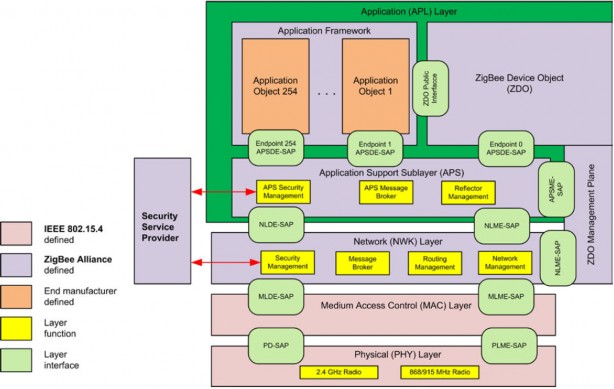 Application (APL) Layer
Application Framework
Application
Object 254
. . .
Application
Object 1
ZDO Public
Interfacce
ZigBee Device Object
(ZDO)
Endpoint 254
APSDE-SAP
Endpoint 1
APSDE-SAP
Endpoint 0
APSDE-SAP
Application Support Sublayer (APS)
APS Security
Management
APS Message
Broker
Reflector
Management
APSME-
SAP
ZDO Management Plane
Security
Service
Provider
NLDE-SAP
NLME-SAP
Network (NWK) Layer
Security
Management
Message
Broker
Routing
Management
Network
Management
NLME-SAP
MLDE-SAP
MLME-SAP
Medium Access Control (MAC) Layer
PD-SAP
PLME-SAP
Physical (PHY) Layer
2.4 GHz Radio
868/915 MHz Radio
IEEE 802.15.4
defined
ZigBee Alliance
defined
End manufacturer
defined
Layer
function
Layer
interface